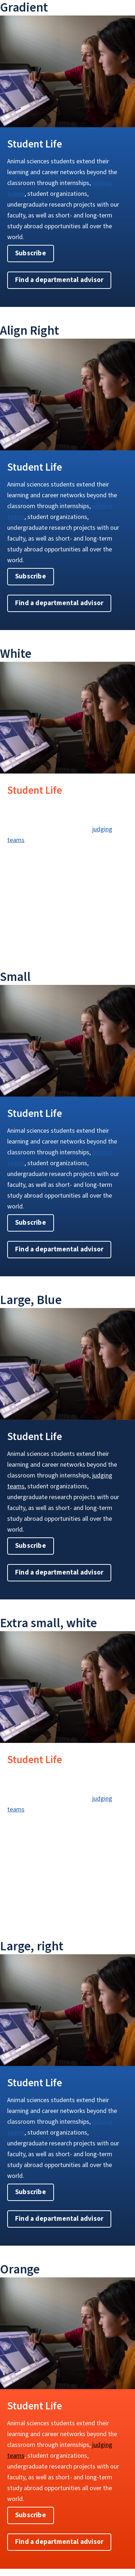 Gradient
Student Life
Animal sciences students extend their
learning and career networks beyond the
classroom through internships,
, student organizations,
undergraduate research projects with our
faculty, as well as short- and long-term
study abroad opportunities all over the
world.
Subscribe
Find a departmental advisor
Align Right
Student Life
Animal sciences students extend their
learning and career networks beyond the
classroom through internships,
, student organizations,
undergraduate research projects with our
faculty, as well as short- and long-term
study abroad opportunities all over the
world.
Subscribe
Find a departmental advisor
White
Student Life
judging
teams
Small
Student Life
Animal sciences students extend their
learning and career networks beyond the
classroom through internships,
, student organizations,
undergraduate research projects with our
faculty, as well as short- and long-term
study abroad opportunities all over the
world.
Subscribe
Find a departmental advisor
Large, Blue
Student Life
Animal sciences students extend their
learning and career networks beyond the
classroom through internships, judging
teams, student organizations,
undergraduate research projects with our
faculty, as well as short- and long-term
study abroad opportunities all over the
world.
Subscribe
Find a departmental advisor
Extra small, white
Student Life
judging
teams
Large, right
Student Life
Animal sciences students extend their
learning and career networks beyond the
classroom through internships,
, student organizations,
undergraduate research projects with our
faculty, as well as short- and long-term
study abroad opportunities all over the
world.
Subscribe
Find a departmental advisor
Orange
Student Life
Animal sciences students extend their
learning and career networks beyond the
classroom through internships, judging
teams, student organizations,
undergraduate research projects with our
faculty, as well as short- and long-term
study abroad opportunities all over the
world.
Subscribe
Find a departmental advisor